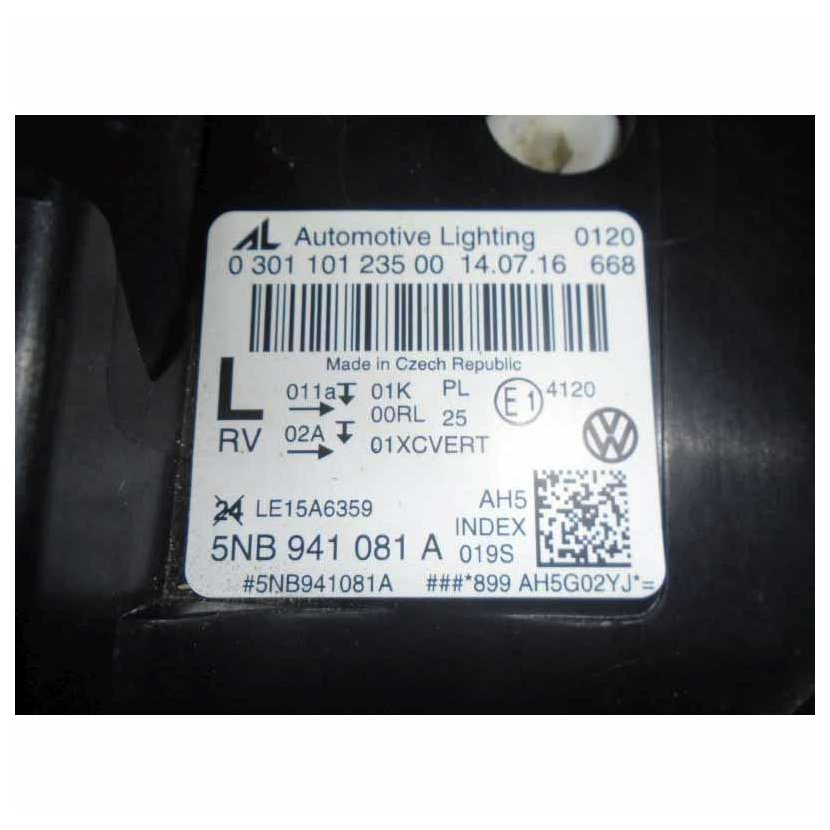 AL Automotive Lighting 0120
0 301 101 235 00 14.07.16 668
Made in Czech Republic
L 011a 01K PL E1 4120
00RL 25
RV 02A 01XCVERT
24 LE15A6359 AH5
INDEX
5NB 941 081 A 019S
#5NB941081A ###*899 AH5G02YJ*=